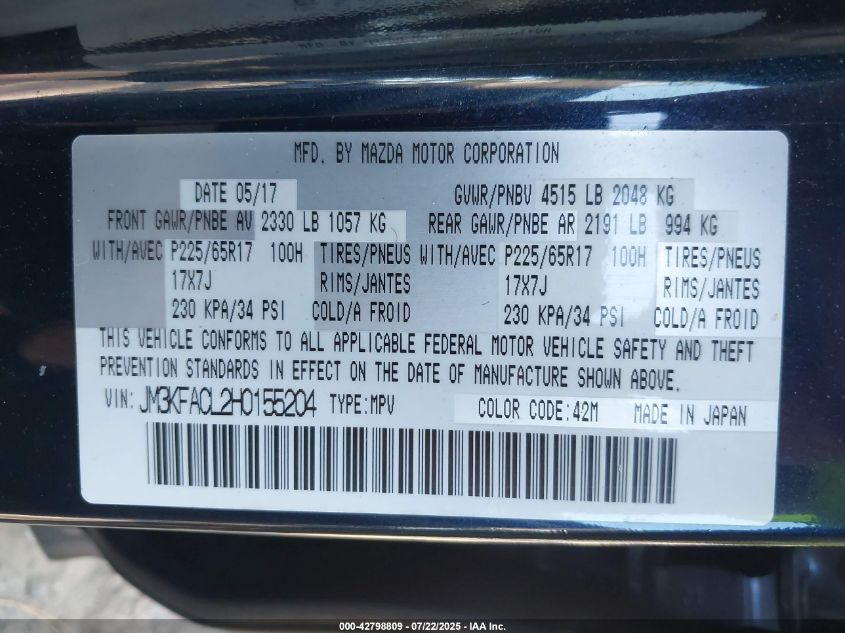 MFD. BY MAZDA MOTOR CORPORATION
DATE 05/17 GVWR/PNBV 4515 LB 2048 KG
FRONT GAWR/PNBE AV 2330 LB 1057 KG REAR GAWR/PNBE AR 2191 LB 994 KG
WITH/AVEC P225/65R17 100H TIRES/PNEUS WITH/AVEC P225/65R17 100H TIRES/PNEUS
17X7J RIMS/JANTES 17X7J RIMS/JANTES
230 KPA/34 PSI COLD/A FROID 230 KPA/34 PSI COLD/A FROID
THIS VEHICLE CONFORMS TO ALL APPLICABLE FEDERAL MOTOR VEHICLE SAFETY AND THEFT
PREVENTION STANDARDS IN EFFECT ON THE DATE OF MANUFACTURE SHOWN ABOVE.
VIN: JM3KFACL2H0155204 TYPE:MPV COLOR CODE:42M MADE IN JAPAN
000-42798809 - 07/22/2025 - IAA Inc.